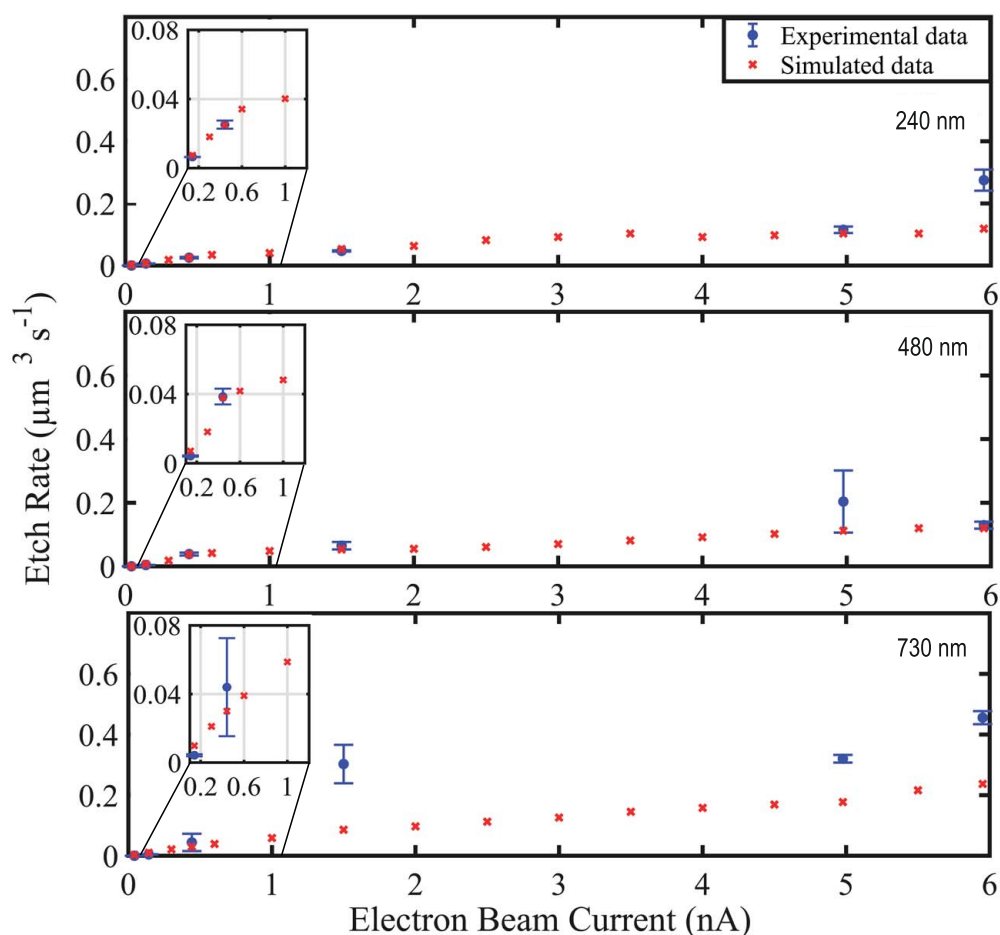 Experimental data
Simulated data
240 nm
0.08
0.04
0
0.2 0.6 1
0.6
0.4
0.2
0
0 1 2 3 4 5 6
480 nm
0.08
0.04
0
0.2 0.6 1
0.6
0.4
0.2
0
0 1 2 3 4 5 6
730 nm
0.08
0.04
0
0.2 0.6 1
0.6
0.4
0.2
0
0 1 2 3 4 5 6
Etch Rate (μm ³ s⁻¹)
Electron Beam Current (nA)